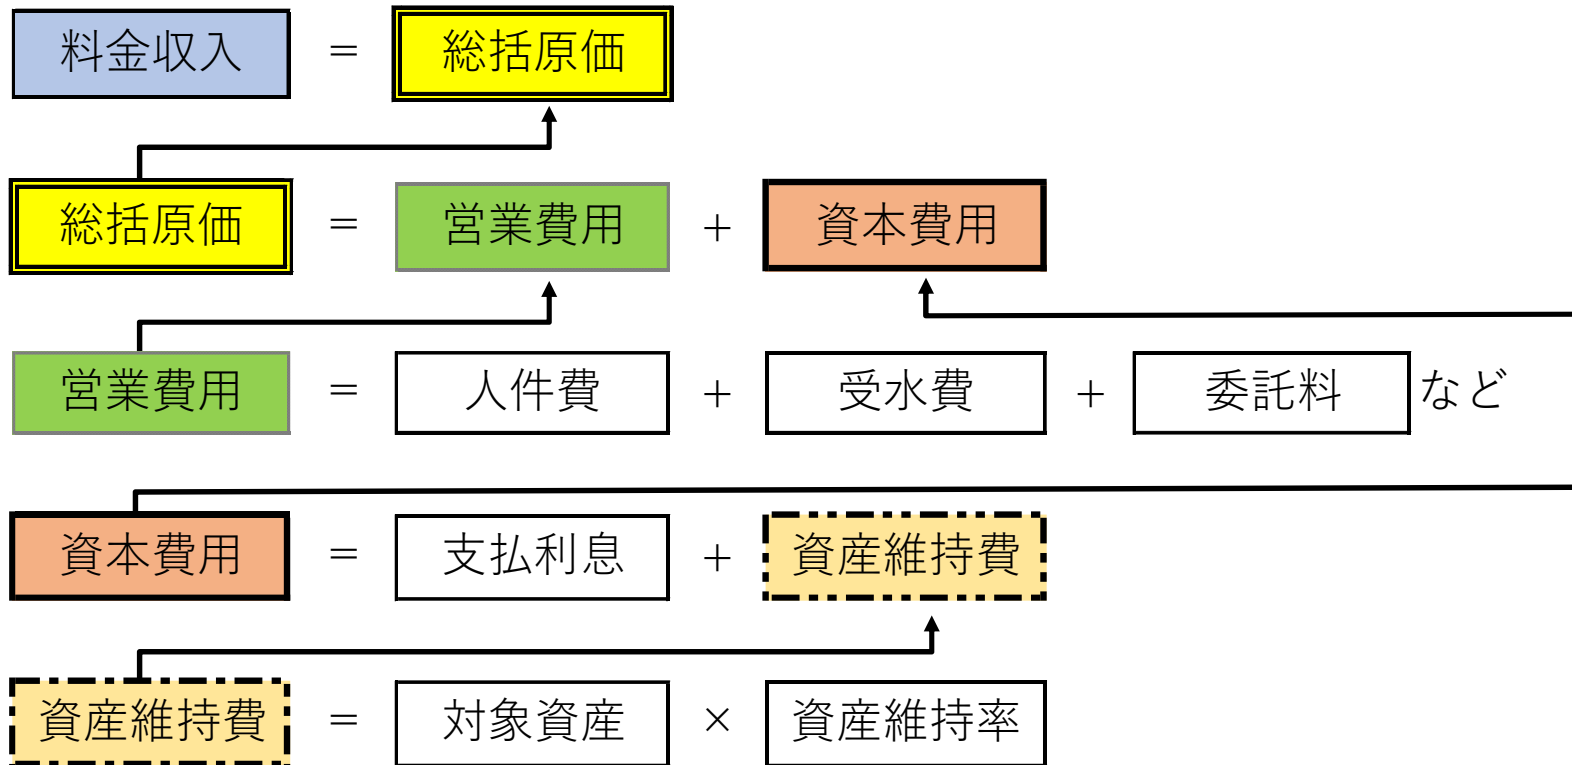 料金収入 = 総括原価
総括原価 = 営業費用 + 資本費用
営業費用 = 人件費 + 受水費 + 委託料 など
資本費用 = 支払利息 + 資産維持費
資産維持費 = 対象資産 × 資産維持率